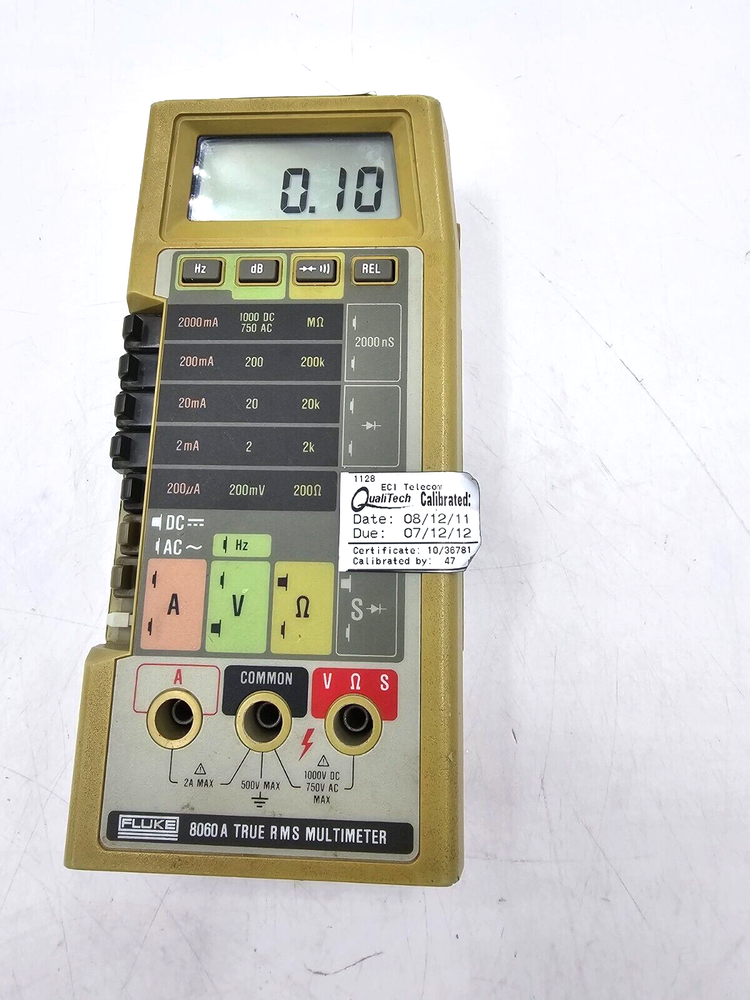 0.10
Hz dB REL
2000mA 1000 DC 750 AC MΩ
2000nS
200mA 200 200k
20mA 20 20k
2mA 2 2k
200µA 200mV 200Ω
1128
ECI Telecom
QualiTech Calibrated:
Date: 08/12/11
Due: 07/12/12
Certificate: 10/36781
Calibrated by: 47
DC
AC ~ Hz
A V Ω S
A COMMON V Ω S
2A MAX 500V MAX 1000V DC
750V AC
MAX
FLUKE 8060A TRUE RMS MULTIMETER